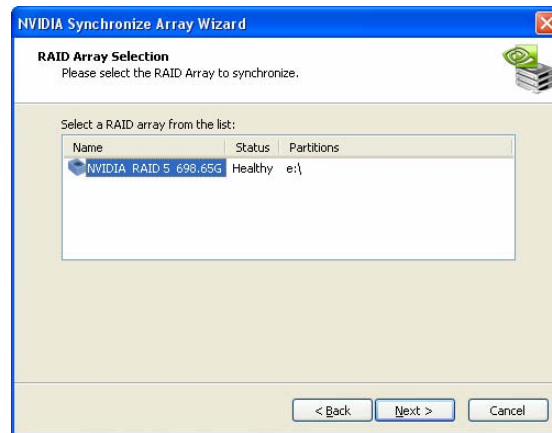 NVIDIA Synchronize Array Wizard
RAID Array Selection
Please select the RAID Array to synchronize.
Select a RAID array from the list:
Name Status Partitions
NVIDIA RAID 5 698.65G Healthy e:\
< Back Next > Cancel